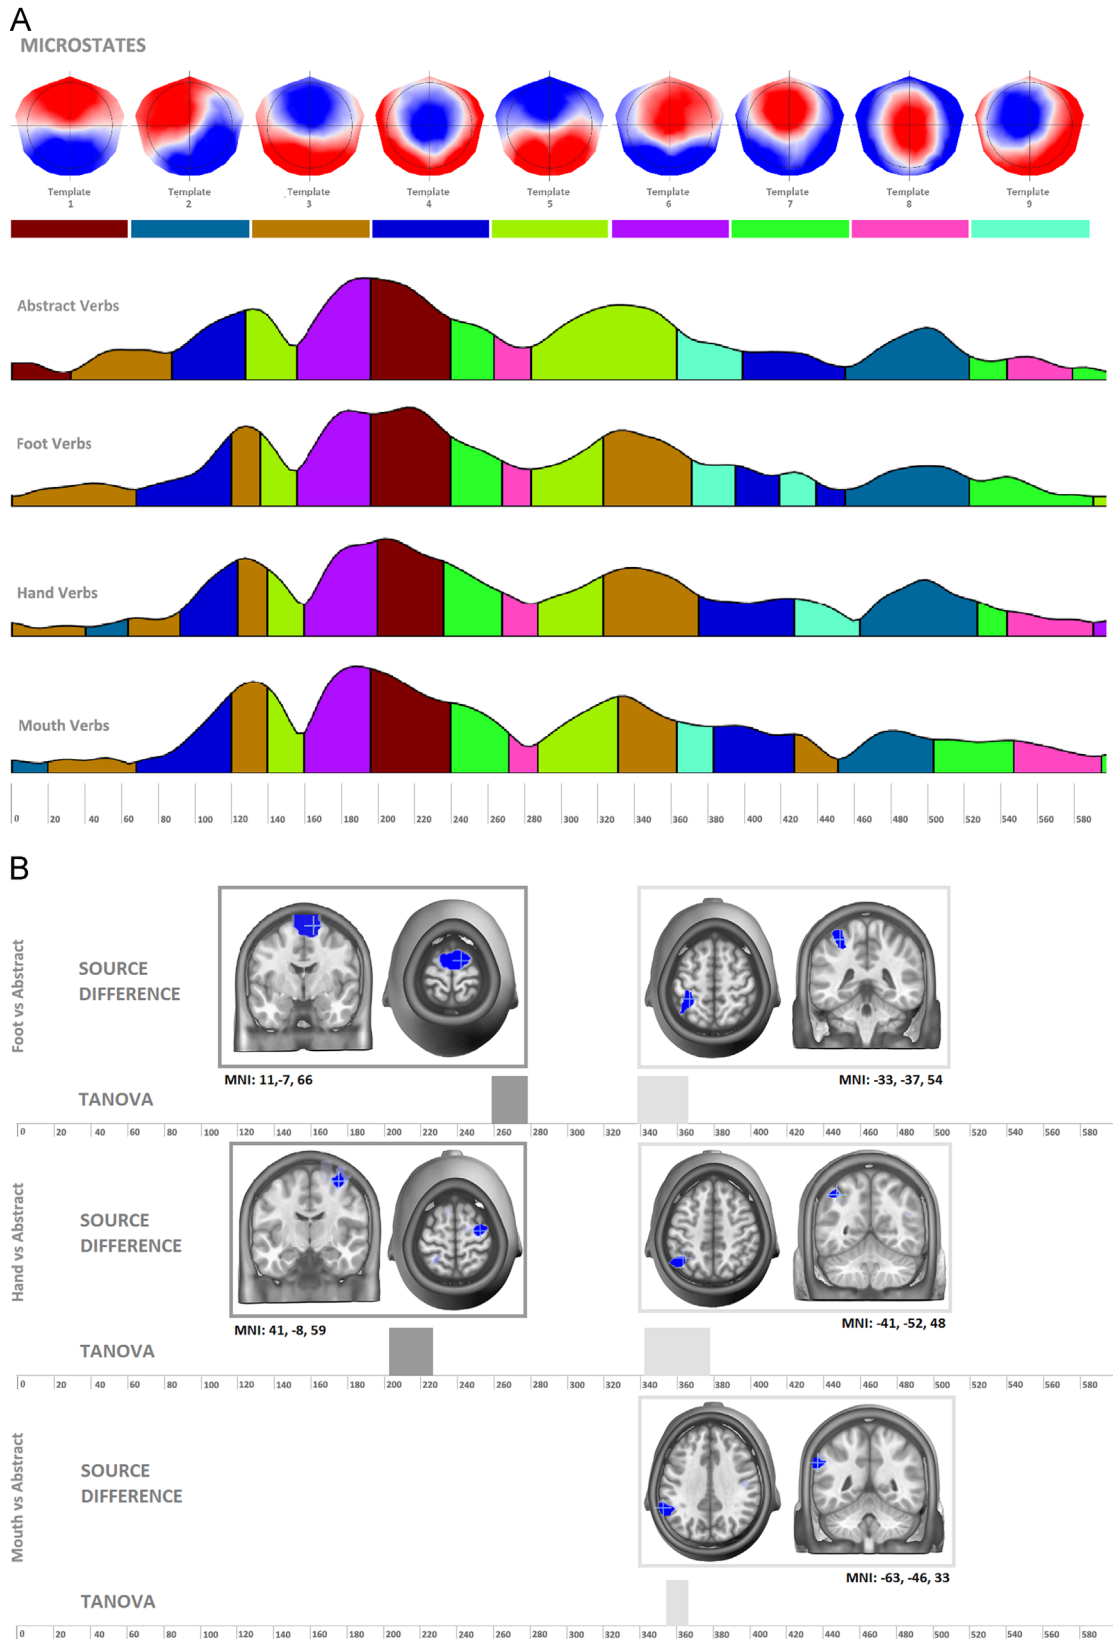 A
MICROSTATES
Template Template Template Template Template Template Template Template Template
1 2 3 4 5 6 7 8 9
Abstract Verbs
Foot Verbs
Hand Verbs
Mouth Verbs
0 20 40 60 80 100 120 140 160 180 200 220 240 260 280 300 320 340 360 380 400 420 440 460 480 500 520 540 560 580
B
Foot vs Abstract
SOURCE
DIFFERENCE
MNI: 11,-7, 66
MNI: -33, -37, 54
TANOVA
0 20 40 60 80 100 120 140 160 180 200 220 240 260 280 300 320 340 360 380 400 420 440 460 480 500 520 540 560 580
Hand vs Abstract
SOURCE
DIFFERENCE
MNI: 41, -8, 59
MNI: -41, -52, 48
TANOVA
0 20 40 60 80 100 120 140 160 180 200 220 240 260 280 300 320 340 360 380 400 420 440 460 480 500 520 540 560 580
Mouth vs Abstract
SOURCE
DIFFERENCE
MNI: -63, -46, 33
TANOVA
0 20 40 60 80 100 120 140 160 180 200 220 240 260 280 300 320 340 360 380 400 420 440 460 480 500 520 540 560 580